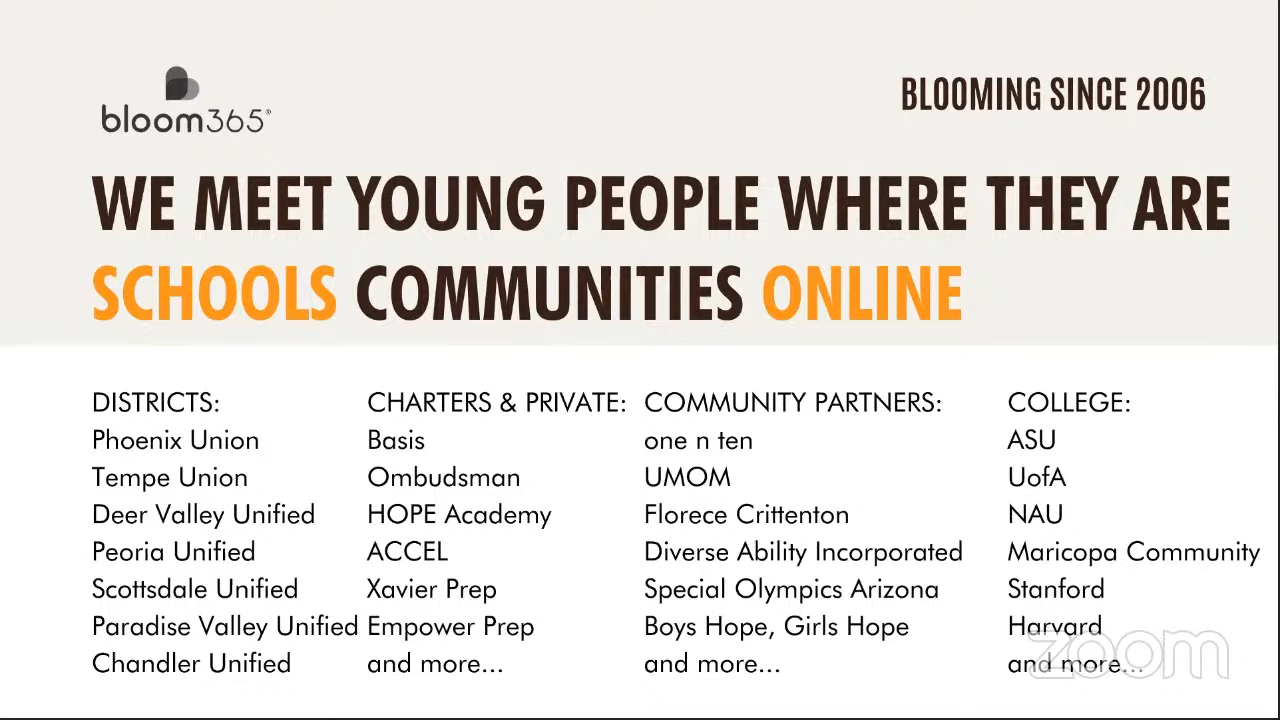 bloom365®
BLOOMING SINCE 2006
WE MEET YOUNG PEOPLE WHERE THEY ARE
SCHOOLS COMMUNITIES ONLINE
DISTRICTS:
Phoenix Union
Tempe Union
Deer Valley Unified
Peoria Unified
Scottsdale Unified
Paradise Valley Unified
Chandler Unified
CHARTERS & PRIVATE:
Basis
Ombudsman
HOPE Academy
ACCEL
Xavier Prep
Empower Prep
and more...
COMMUNITY PARTNERS:
one n ten
UMOM
Florece Crittenton
Diverse Ability Incorporated
Special Olympics Arizona
Boys Hope, Girls Hope
and more...
COLLEGE:
ASU
UofA
NAU
Maricopa Community
Stanford
Harvard
and more...
zoom